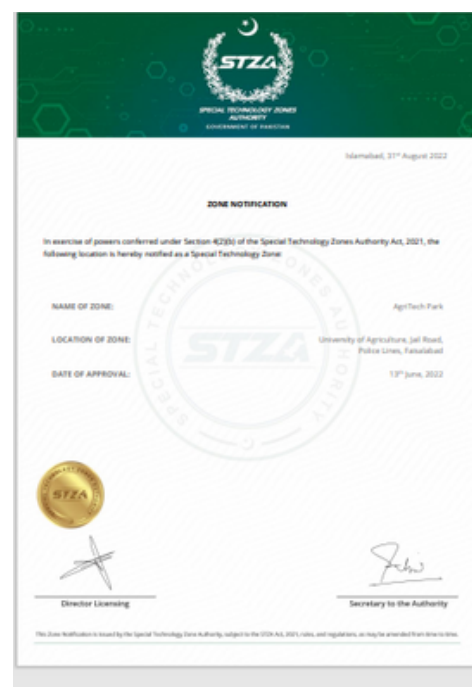 STZA
SPECIAL TECHNOLOGY ZONES
AUTHORITY
GOVERNMENT OF PAKISTAN
Islamabad, 31st August 2022
ZONE NOTIFICATION
In exercise of powers conferred under Section 4(2)(b) of the Special Technology Zones Authority Act, 2021, the
following location is hereby notified as a Special Technology Zone:
NAME OF ZONE: AgriTech Park
LOCATION OF ZONE: University of Agriculture, Jail Road,
Police Lines, Faisalabad
DATE OF APPROVAL: 13th June, 2022
SPECIAL TECHNOLOGY ZONES AUTHORITY
STZA
STZA
Director Licensing
Secretary to the Authority
This Zone Notification is issued by the Special Technology Zone Authority, subject to the STZA Act, 2021, rules, and regulations, as may be amended from time to time.